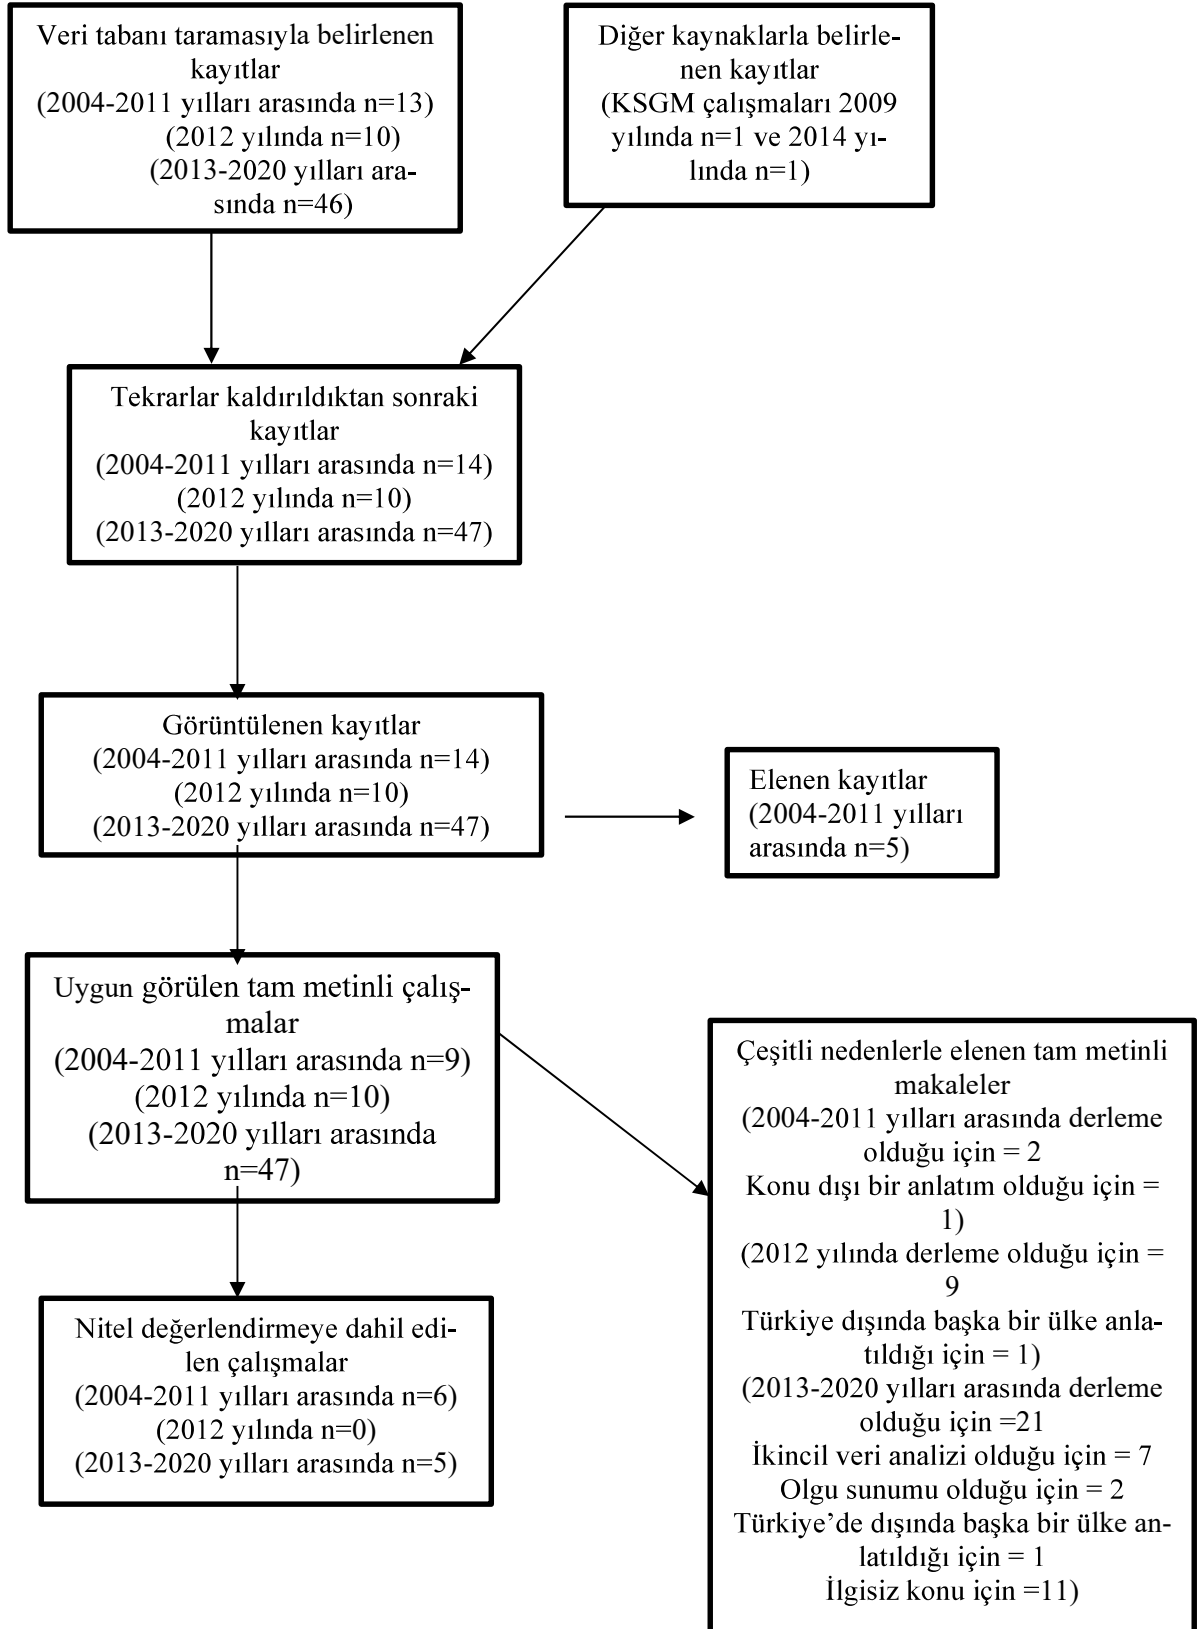 Veri tabanı taramasıyla belirlenen
kayıtlar
(2004-2011 yılları arasında n=13)
(2012 yılında n=10)
(2013-2020 yılları ara-
sında n=46)
Diğer kaynaklarla belirle-
nen kayıtlar
(KSGM çalışmaları 2009
yılında n=1 ve 2014 yı-
lında n=1)
Tekrarlar kaldırıldıktan sonraki
kayıtlar
(2004-2011 yılları arasında n=14)
(2012 yılında n=10)
(2013-2020 yılları arasında n=47)
Görüntülenen kayıtlar
(2004-2011 yılları arasında n=14)
(2012 yılında n=10)
(2013-2020 yılları arasında n=47)
Elenen kayıtlar
(2004-2011 yılları
arasında n=5)
Uygun görülen tam metinli çalış-
malar
(2004-2011 yılları arasında n=9)
(2012 yılında n=10)
(2013-2020 yılları arasında
n=47)
Çeşitli nedenlerle elenen tam metinli
makaleler
(2004-2011 yılları arasında derleme
olduğu için = 2
Konu dışı bir anlatım olduğu için =
1)
(2012 yılında derleme olduğu için =
9
Türkiye dışında başka bir ülke anla-
tıldığı için = 1)
(2013-2020 yılları arasında derleme
olduğu için =21
İkincil veri analizi olduğu için = 7
Olgu sunumu olduğu için = 2
Türkiye’de dışında başka bir ülke an-
latıldığı için = 1
İlgisiz konu için =11)
Nitel değerlendirmeye dahil edi-
len çalışmalar
(2004-2011 yılları arasında n=6)
(2012 yılında n=0)
(2013-2020 yılları arasında n=5)